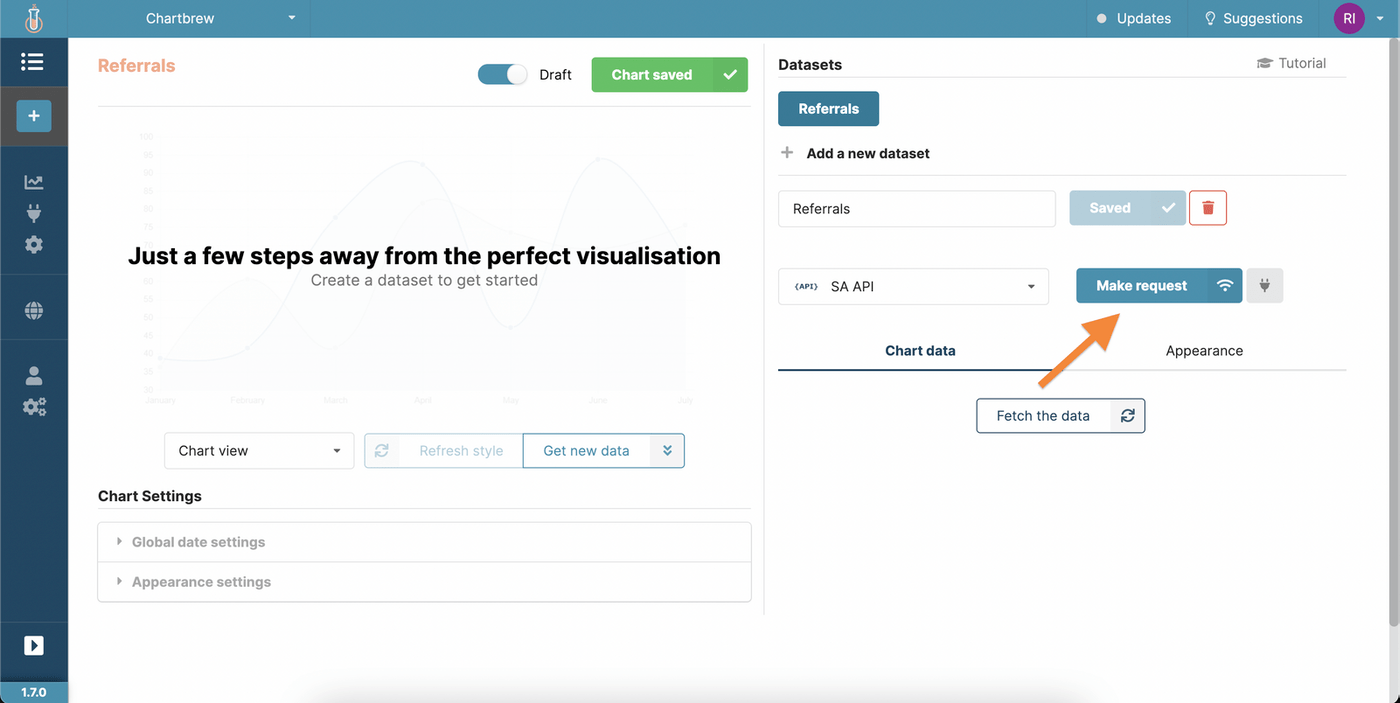 Chartbrew
Updates
Suggestions
RI
Referrals
Draft
Chart saved
100
95
90
85
80
75
70
65
60
55
50
45
40
35
30
January
February
March
April
May
June
July
Just a few steps away from the perfect visualisation
Create a dataset to get started
Chart view
Refresh style
Get new data
Chart Settings
Global date settings
Appearance settings
1.7.0
Datasets
Tutorial
Referrals
Add a new dataset
Referrals
Saved
{API}
SA API
Make request
Chart data
Appearance
Fetch the data